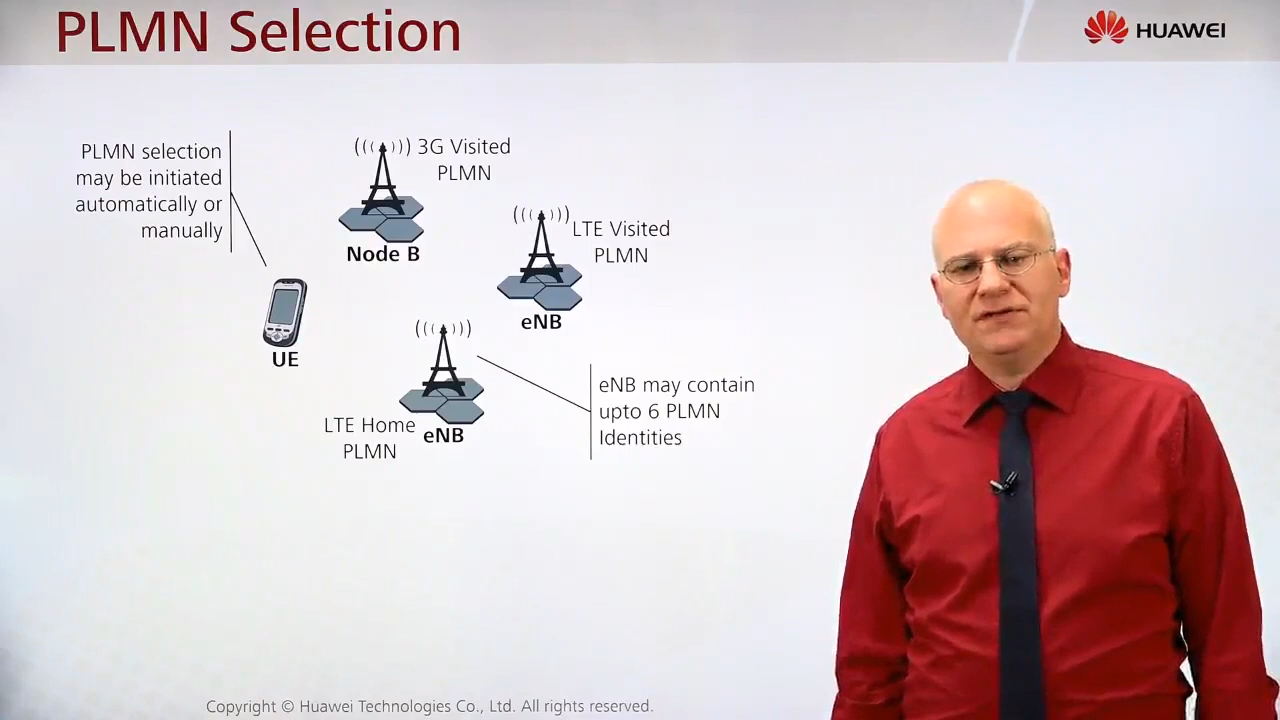 PLMN Selection
HUAWEI
PLMN selection
may be initiated
automatically or
manually
3G Visited
PLMN
Node B
LTE Visited
PLMN
eNB
UE
LTE Home
PLMN
eNB
eNB may contain
upto 6 PLMN
Identities
Copyright © Huawei Technologies Co., Ltd. All rights reserved.